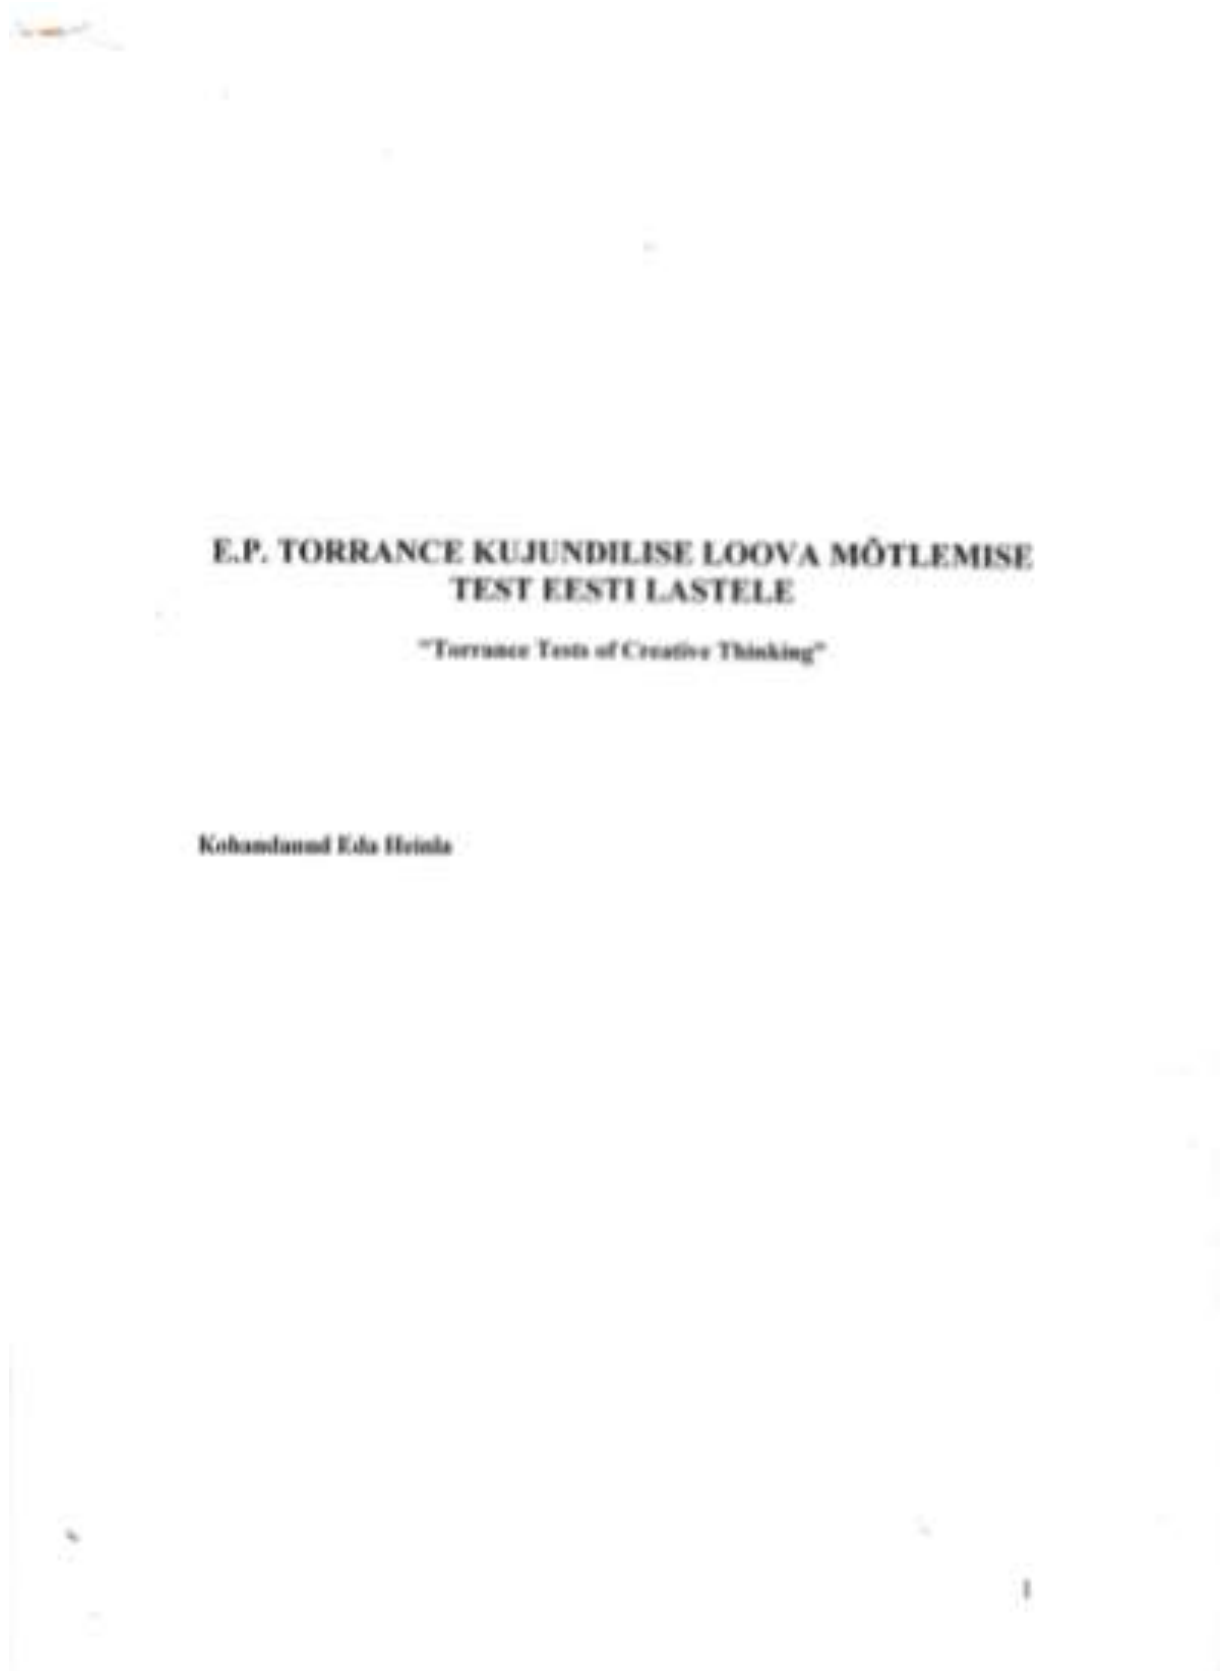 E.P. TORRANCE KUJUNDILISE LOOVA MÕTLEMISE
TEST EESTI LASTELE
"Torrance Tests of Creative Thinking"
Kohandanud Eda Heinla
1